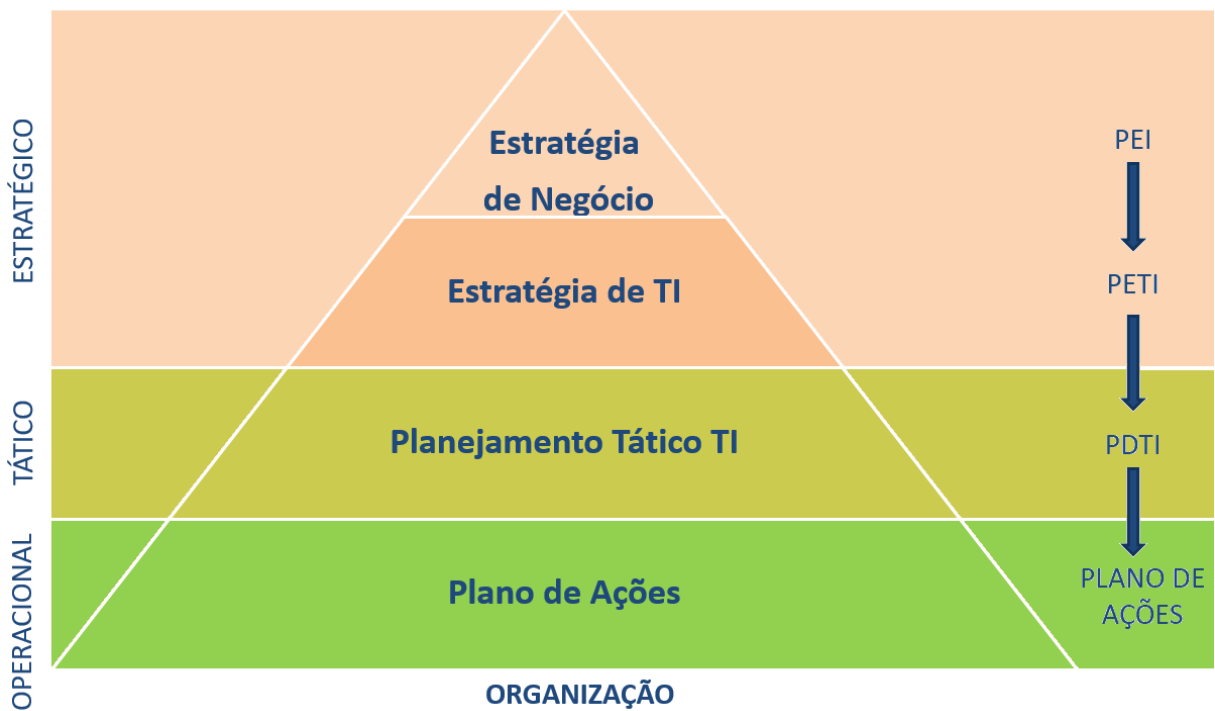 ESTRATÉGICO
Estratégia
de Negócio
PEI
Estratégia de TI
PETI
TÁTICO
Planejamento Tático TI
PDTI
OPERACIONAL
Plano de Ações
PLANO DE
AÇÕES
ORGANIZAÇÃO